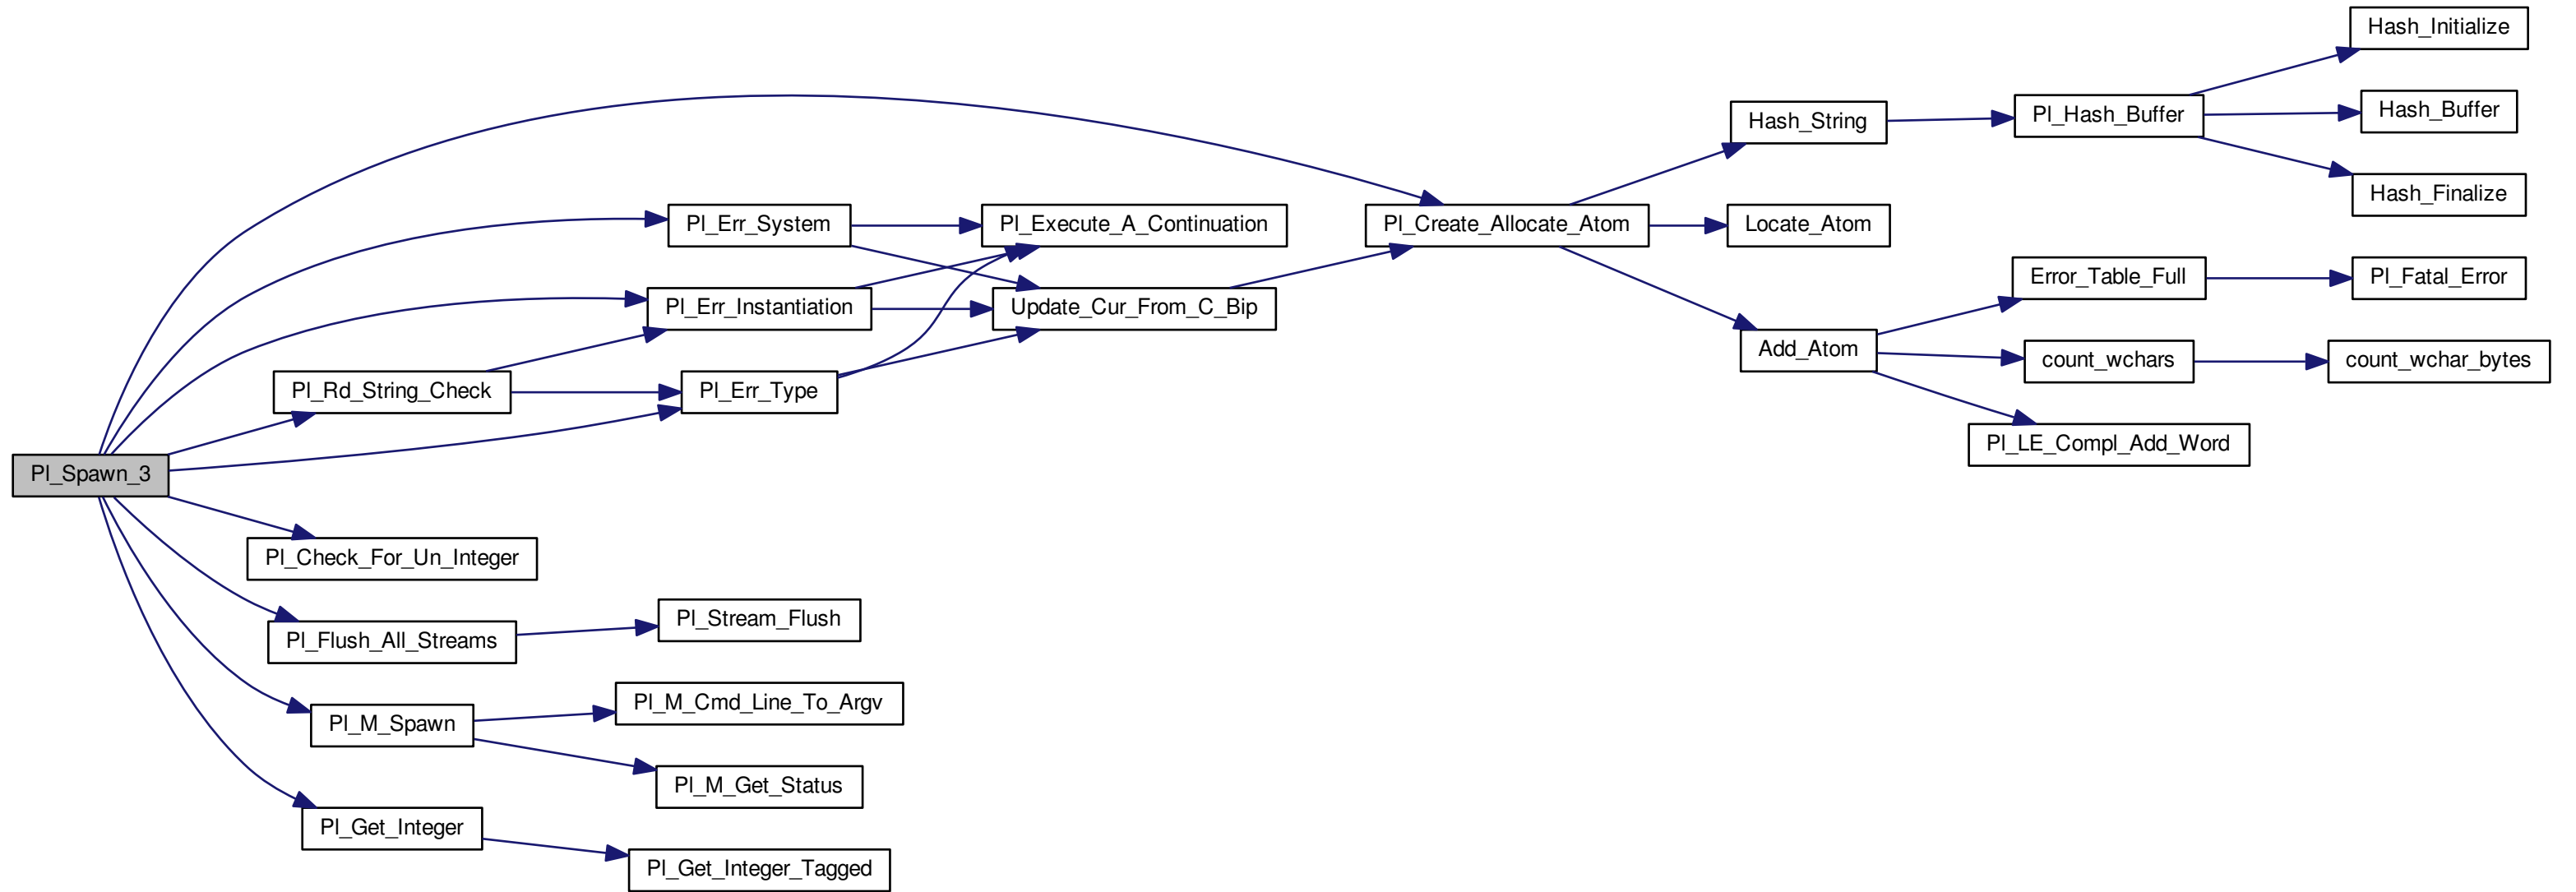 Pl_Spawn_3
Pl_Rd_String_Check
Pl_Check_For_Un_Integer
Pl_Flush_All_Streams
Pl_M_Spawn
Pl_Get_Integer
Pl_Err_System
Pl_Err_Instantiation
Pl_Err_Type
Pl_Stream_Flush
Pl_M_Cmd_Line_To_Argv
Pl_M_Get_Status
Pl_Get_Integer_Tagged
Pl_Execute_A_Continuation
Update_Cur_From_C_Bip
Pl_Create_Allocate_Atom
Hash_String
Locate_Atom
Add_Atom
Pl_Hash_Buffer
Error_Table_Full
count_wchars
Pl_LE_Compl_Add_Word
Hash_Initialize
Hash_Buffer
Hash_Finalize
Pl_Fatal_Error
count_wchar_bytes